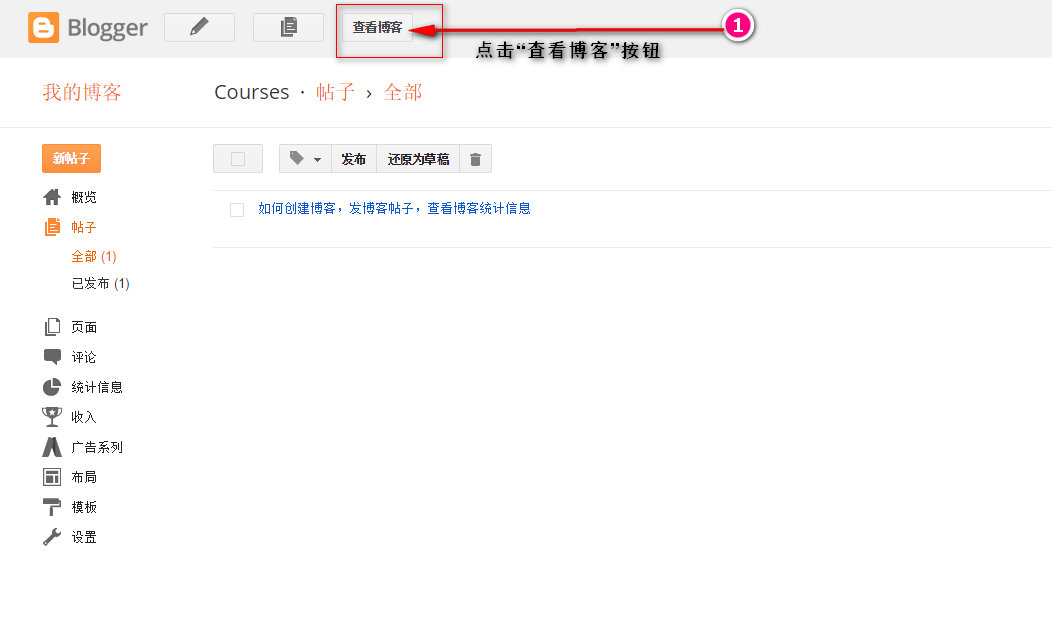 Blogger
查看博客
1
点击“查看博客”按钮
我的博客
Courses · 帖子 › 全部
新帖子
发布
还原为草稿
概览
如何创建博客，发博客帖子，查看博客统计信息
帖子
全部 (1)
已发布 (1)
页面
评论
统计信息
收入
广告系列
布局
模板
设置